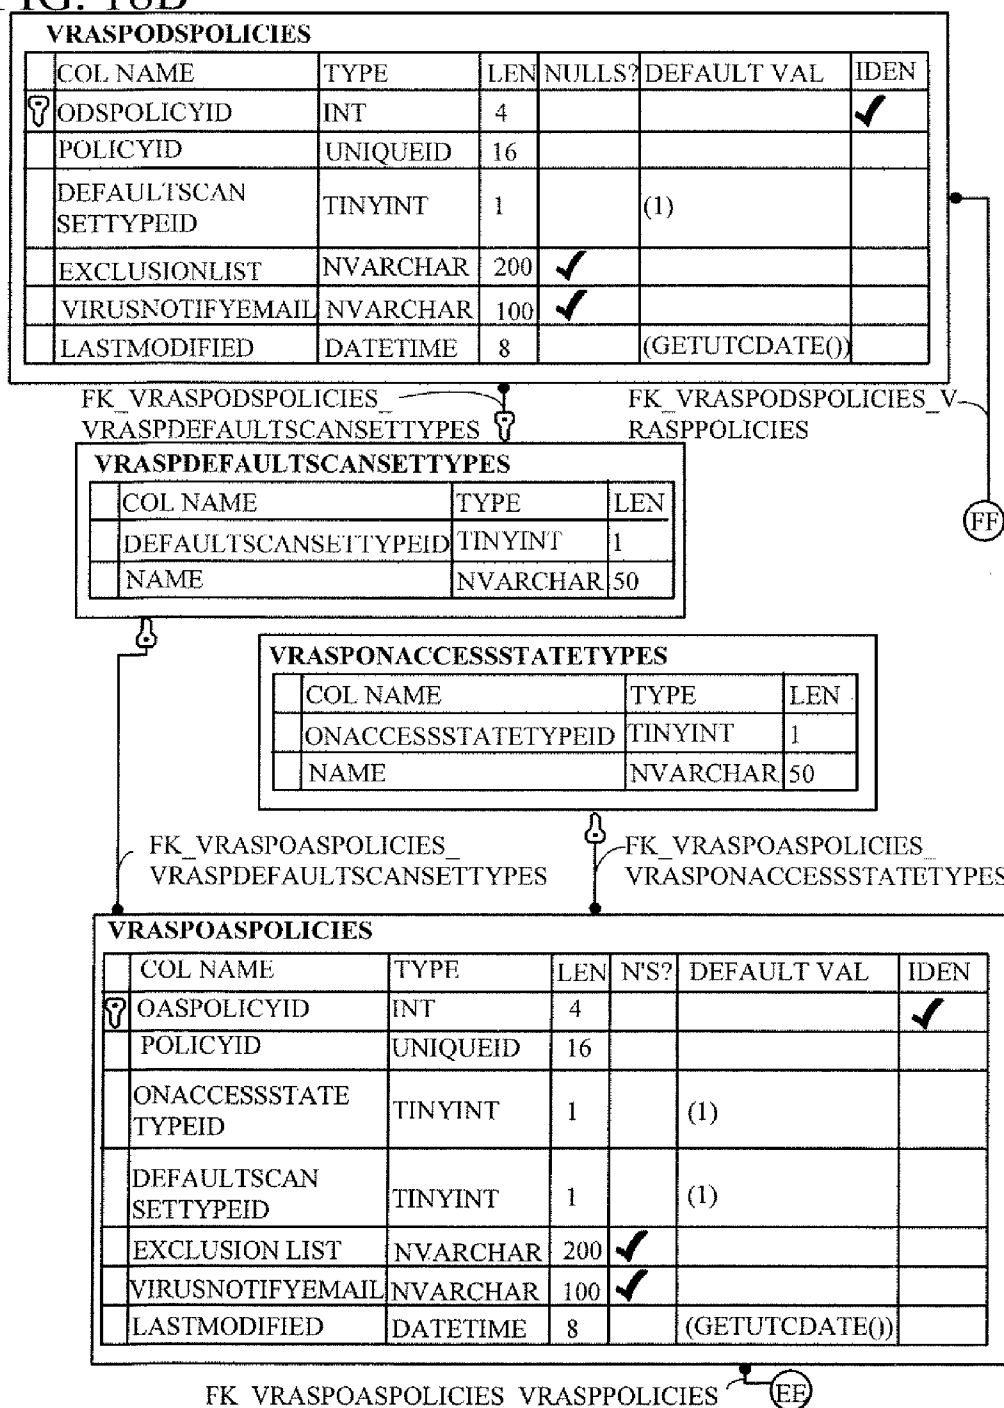 FIG. 18B
VRASPODSPOLICIES
COL NAME TYPE LEN NULLS? DEFAULT VAL IDEN
ODSPOLICYID INT 4
POLICYID UNIQUEID 16
DEFAULTSCAN
SETTYPEID TINYINT 1 (1)
EXCLUSIONLIST NVARCHAR 200
VIRUSNOTIFYEMAIL NVARCHAR 100
LASTMODIFIED DATETIME 8 (GETUTCDATE())
FK_VRASPODSPOLICIES_
VRASPDEFAULTSCANSETTYPES
FK_VRASPODSPOLICIES_V
RASPPOLICIES
FF
VRASPDEFAULTSCANSETTYPES
COL NAME TYPE LEN
DEFAULTSCANSETTYPEID TINYINT 1
NAME NVARCHAR 50
VRASPONACCESSSTATETYPES
COL NAME TYPE LEN
ONACCESSSTATETYPEID TINYINT 1
NAME NVARCHAR 50
FK_VRASPOASPOLICIES_
VRASPDEFAULTSCANSETTYPES
FK_VRASPOASPOLICIES_
VRASPONACCESSSTATETYPES
VRASPOASPOLICIES
COL NAME TYPE LEN N'S? DEFAULT VAL IDEN
OASPOLICYID INT 4
POLICYID UNIQUEID 16
ONACCESSSTATE
TYPEID TINYINT 1 (1)
DEFAULTSCAN
SETTYPEID TINYINT 1 (1)
EXCLUSION LIST NVARCHAR 200
VIRUSNOTIFYEMAIL NVARCHAR 100
LASTMODIFIED DATETIME 8 (GETUTCDATE())
FK_VRASPOASPOLICIES_VRASPPOLICIES EE